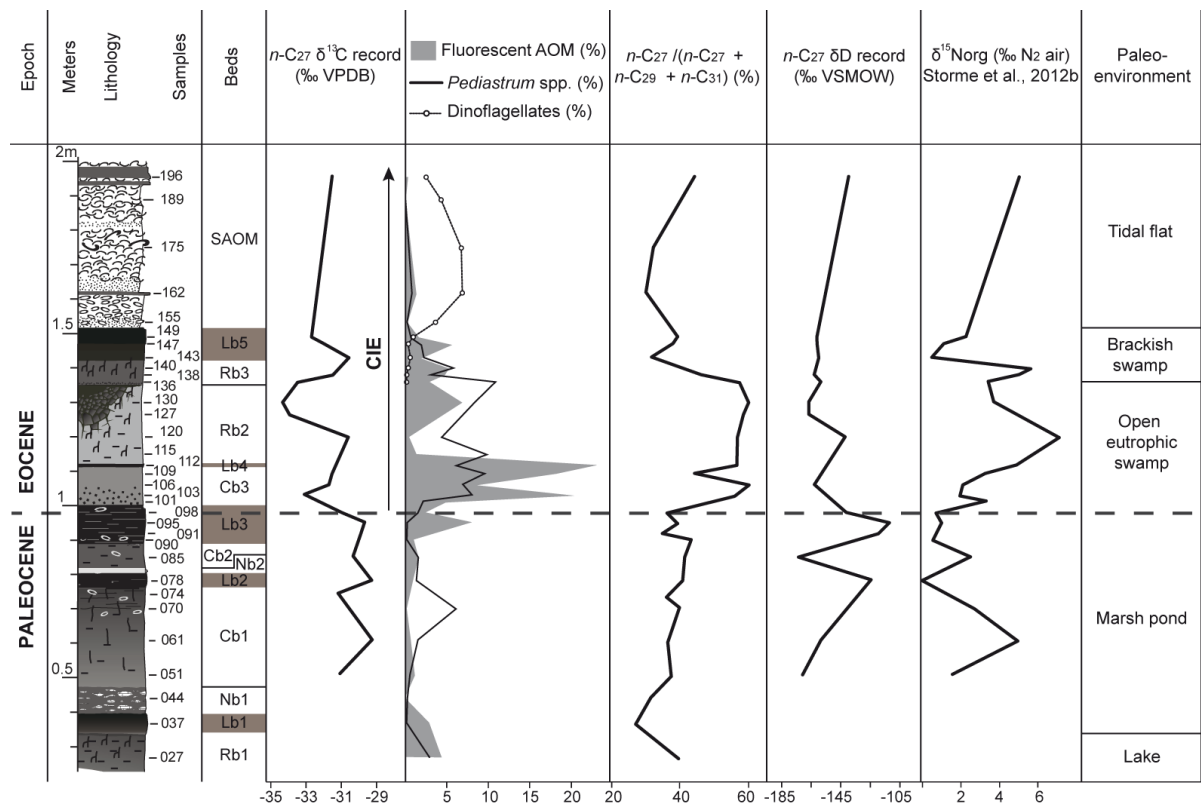 Epoch
Meters
Lithology
Samples
Beds
n-C27 δ13C record
(‰ VPDB)
Fluorescent AOM (%)
Pediastrum spp. (%)
Dinoflagellates (%)
n-C27 /(n-C27 +
n-C29 + n-C31) (%)
n-C27 δD record
(‰ VSMOW)
δ15Norg (‰ N2 air)
Storme et al., 2012b
Paleo-
environment
EOCENE
PALEOCENE
2m
1.5
1
0.5
196
189
175
162
155
149
147
143
140
138
136
130
127
120
115
112
109
106
103
101
098
095
091
090
085
078
074
070
061
051
044
037
027
SAOM
Lb5
Rb3
Rb2
Lb4
Cb3
Lb3
Cb2
Nb2
Lb2
Cb1
Nb1
Lb1
Rb1
CIE
Tidal flat
Brackish
swamp
Open
eutrophic
swamp
Marsh pond
Lake
-35 -33 -31 -29
5 10 15 20
20 40 60
-185 -145 -105
0 2 4 6